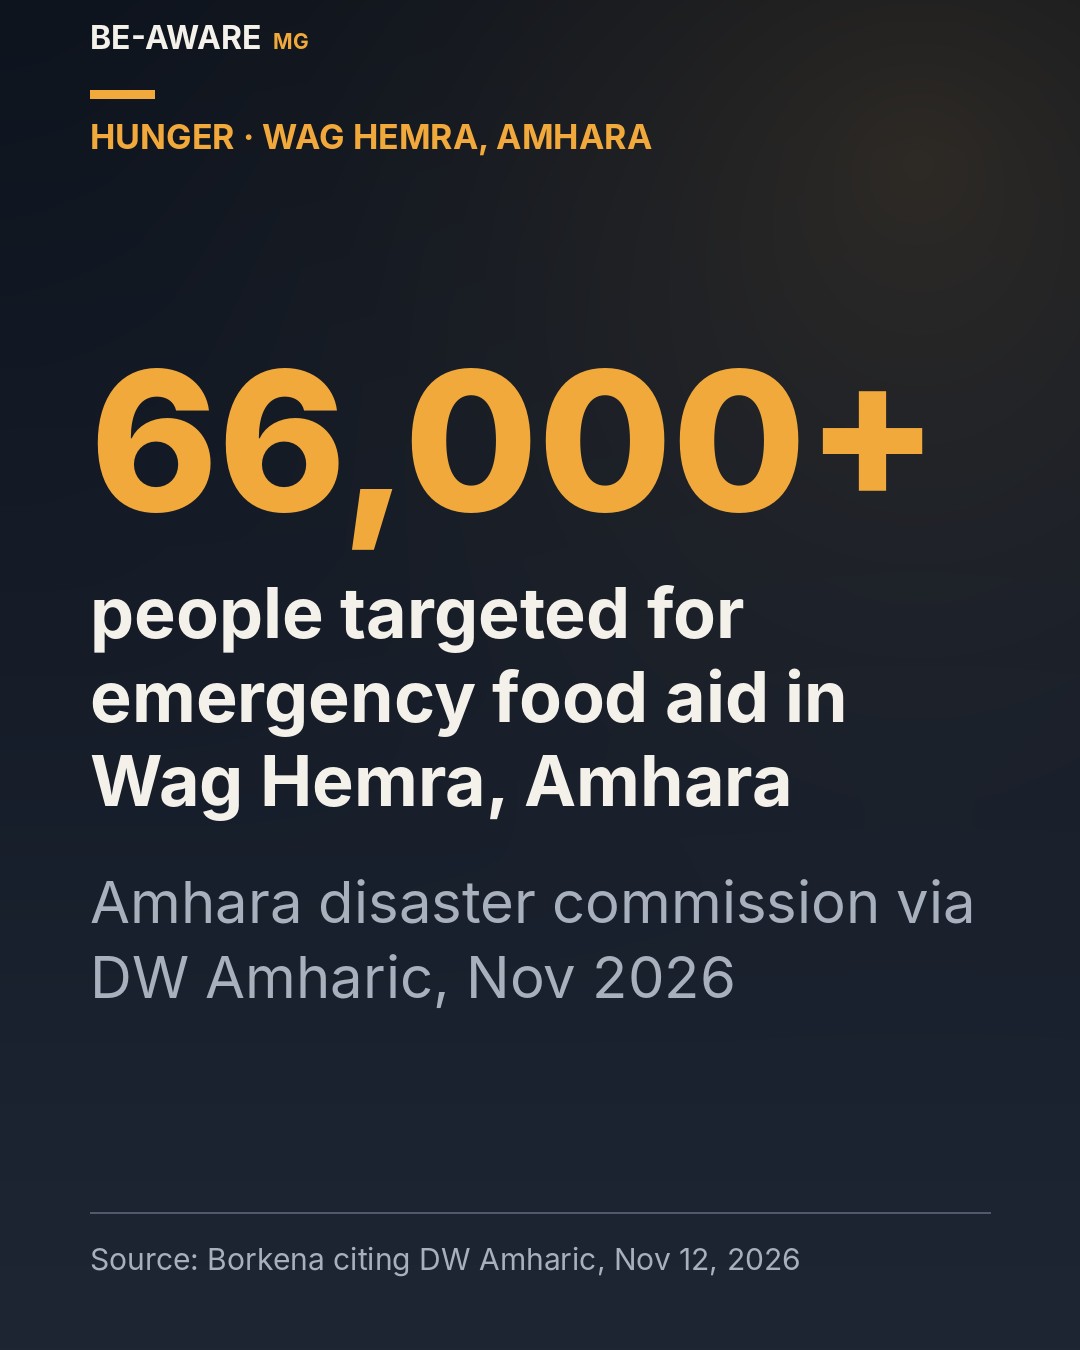 BE-AWARE MG
HUNGER · WAG HEMRA, AMHARA
66,000+
people targeted for
emergency food aid in
Wag Hemra, Amhara
Amhara disaster commission via
DW Amharic, Nov 2026
Source: Borkena citing DW Amharic, Nov 12, 2026